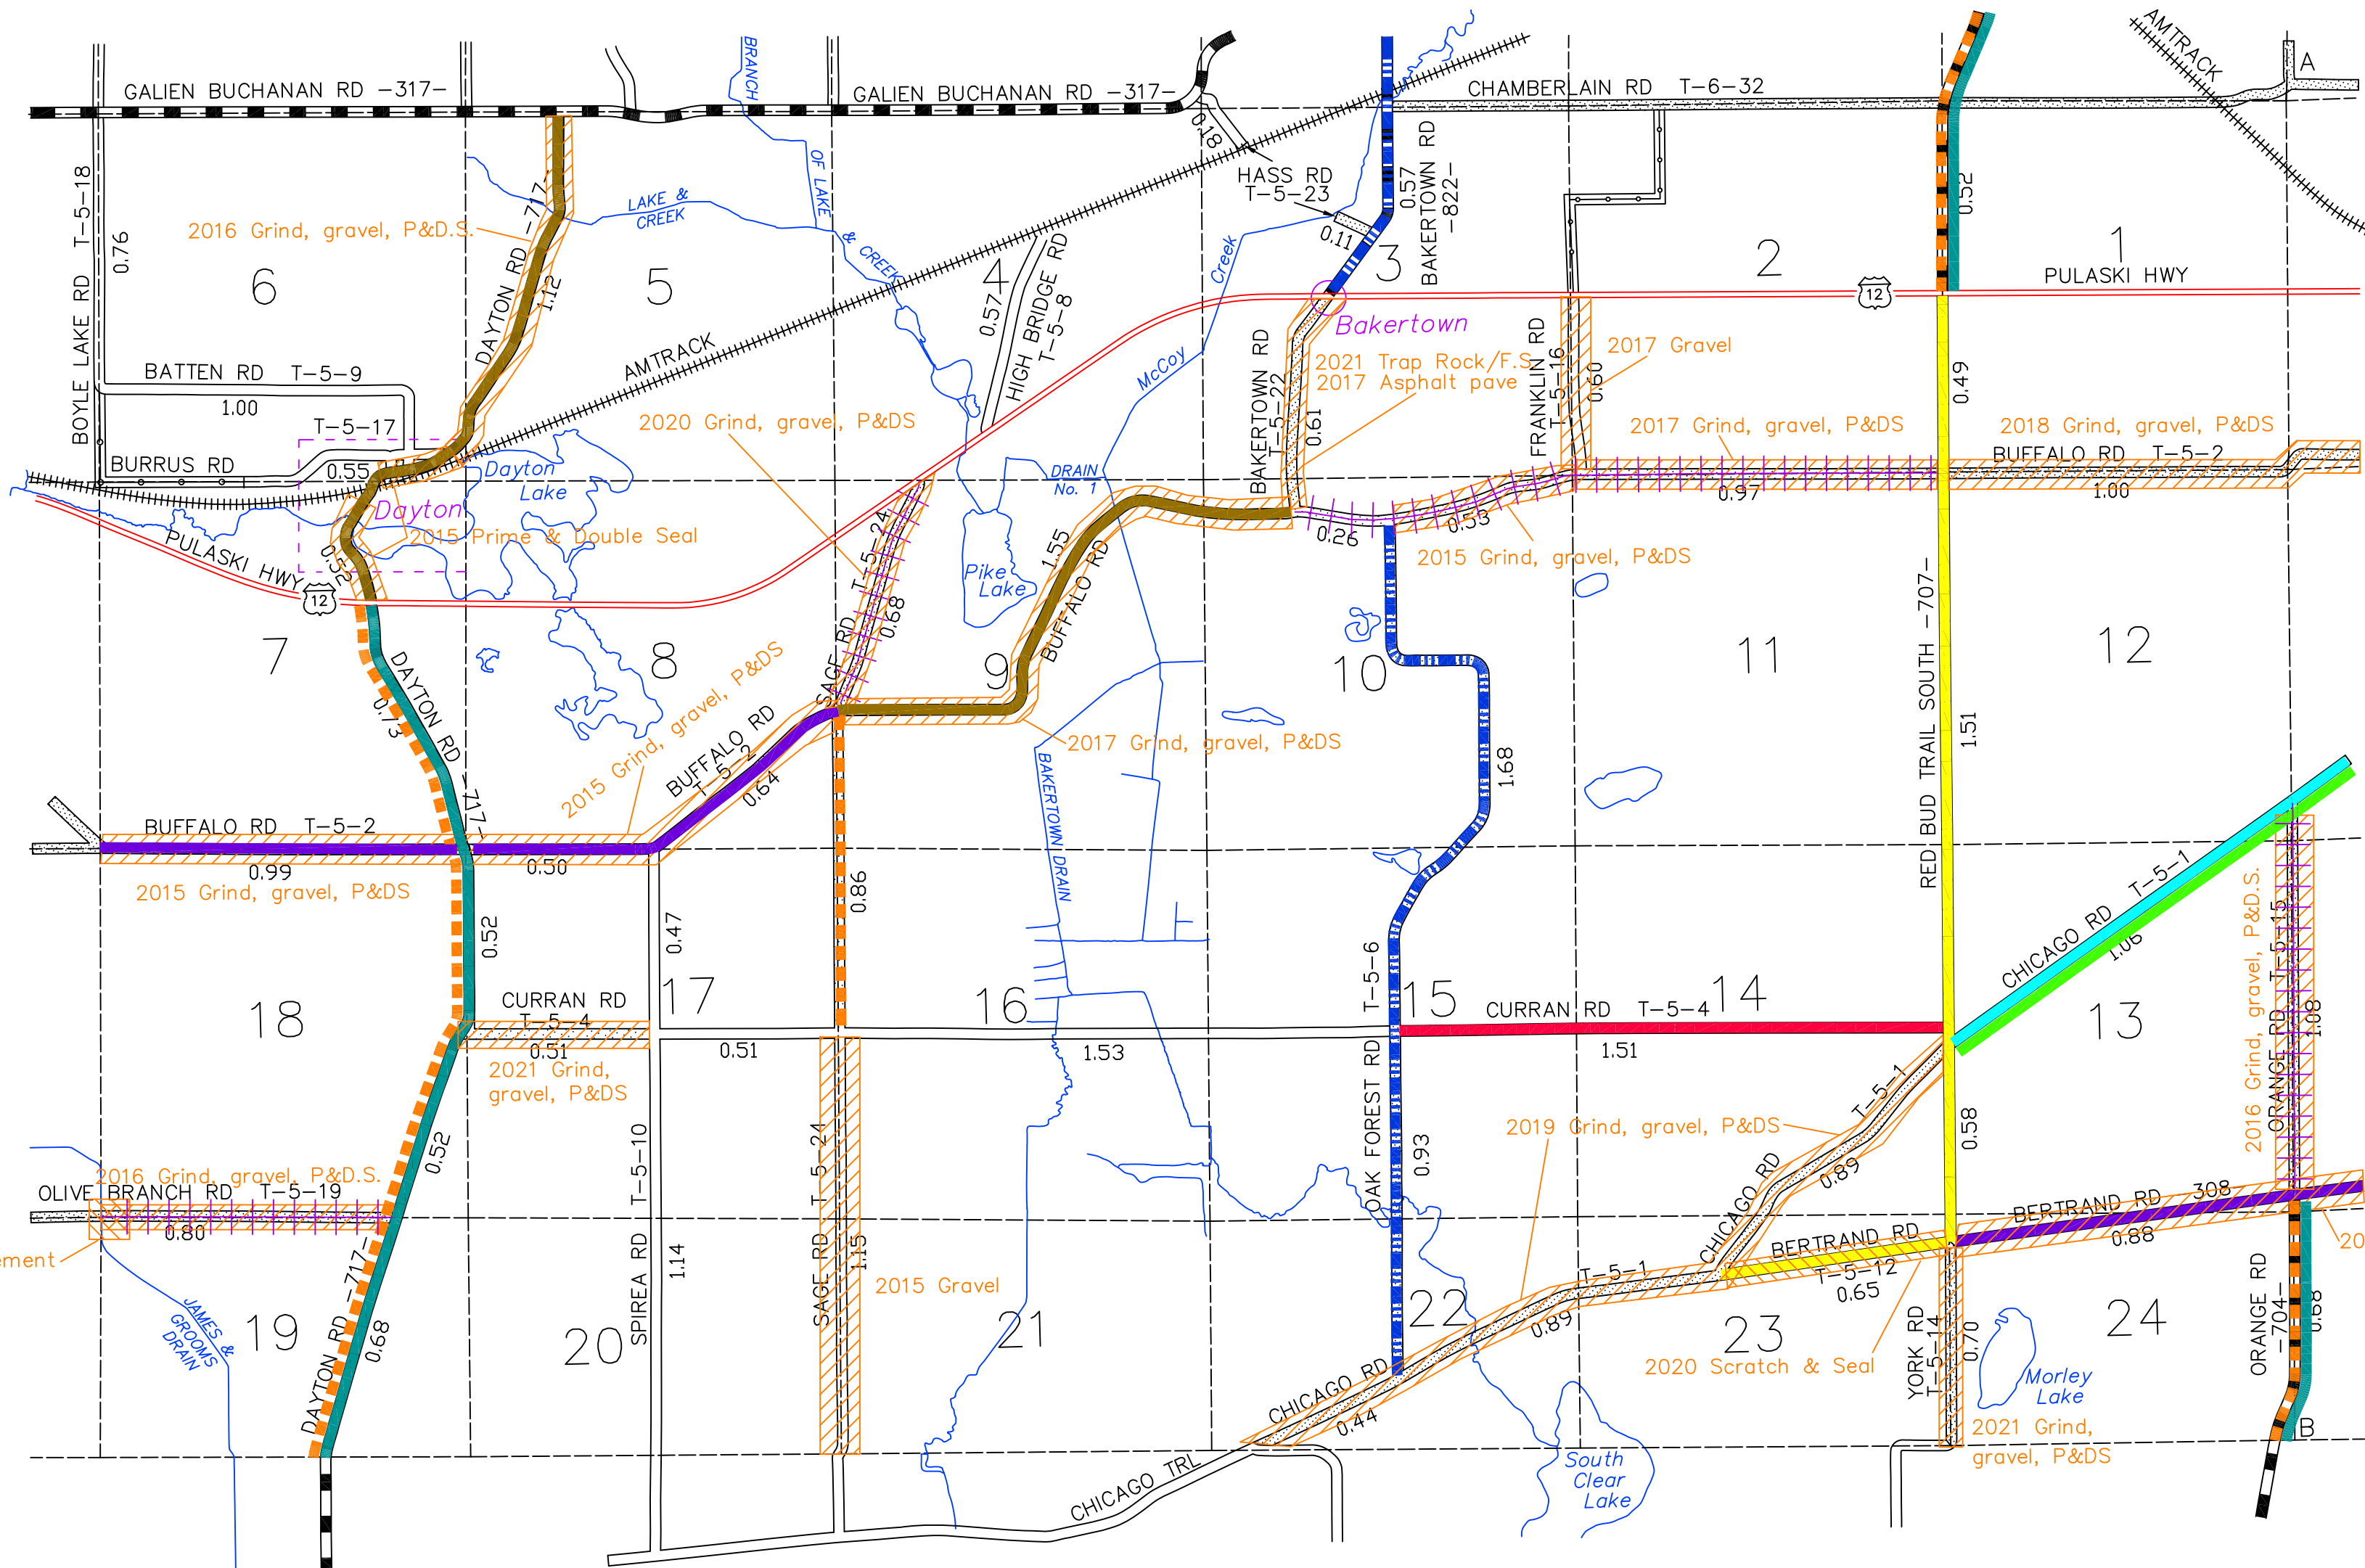 GALIEN BUCHANAN RD -317-
BRANCH
GALIEN BUCHANAN RD -317-
CHAMBERLAIN RD T-6-32
AMTRACK
A
BOYLE LAKE RD T-5-18
0.76
6
2016 Grind, gravel, P&D.S.
DAYTON RD -717-
1.12
LAKE &
CREEK
5
OF LAKE
& CREEK
0.18
HASS RD
T-5-23
0.11
0.57
BAKERTOWN RD
-822-
3
4
0.57
HIGH BRIDGE RD
T-5-8
Creek
McCoy
2
0.52
1
PULASKI HWY
12
Bakertown
BATTEN RD T-5-9
1.00
AMTRACK
T-5-17
BURRUS RD
0.55
Dayton
Lake
Dayton
2015 Prime & Double Seal
0.52
PULASKI HWY
12
2020 Grind, gravel, P&DS
SAGE RD T-5-24
0.68
DRAIN
No. 1
Pike
Lake
BAKERTOWN RD
T-5-22
0.61
2021 Trap Rock/F.S.
2017 Asphalt pave
FRANKLIN RD
T-5-16
0.60
2017 Gravel
0.49
2017 Grind, gravel, P&DS
0.97
2018 Grind, gravel, P&DS
BUFFALO RD T-5-2
1.00
1.55
BUFFALO RD
0.26
0.53
2015 Grind, gravel, P&DS
7
8
9
10
11
12
DAYTON RD
-717-
0.73
2015 Grind, gravel, P&DS
BUFFALO RD
T-5-2
0.64
2017 Grind, gravel, P&DS
BAKERTOWN DRAIN
1.68
RED BUD TRAIL SOUTH -707-
1.51
BUFFALO RD T-5-2
0.99
0.50
2015 Grind, gravel, P&DS
0.52
0.47
0.86
CHICAGO RD T-5-1
1.06
2016 Grind, gravel, P&D.S.
ORANGE RD T-5-15
1.08
18
17
16
15
14
13
CURRAN RD
T-5-4
0.51
0.51
1.53
OAK FOREST RD T-5-6
CURRAN RD T-5-4
1.51
2021 Grind,
gravel, P&DS
0.52
0.93
2019 Grind, gravel, P&DS
T-5-1
CHICAGO RD
0.89
0.58
2016 Grind, gravel, P&D.S.
OLIVE BRANCH RD T-5-19
0.80
ement
JAMES &
GROOMS
DRAIN
19
DAYTON RD -717-
0.68
20
SPIREA RD T-5-10
1.14
SAGE RD T-5-24
1.15
2015 Gravel
21
22
T-5-1
0.89
BERTRAND RD
T-5-12
0.65
BERTRAND RD 308
0.88
20
23
2020 Scratch & Seal
YORK RD
T-5-14
0.70
24
Morley
Lake
ORANGE RD
-704-
0.68
B
CHICAGO RD
0.44
2021 Grind,
gravel, P&DS
CHICAGO TRL
South
Clear
Lake